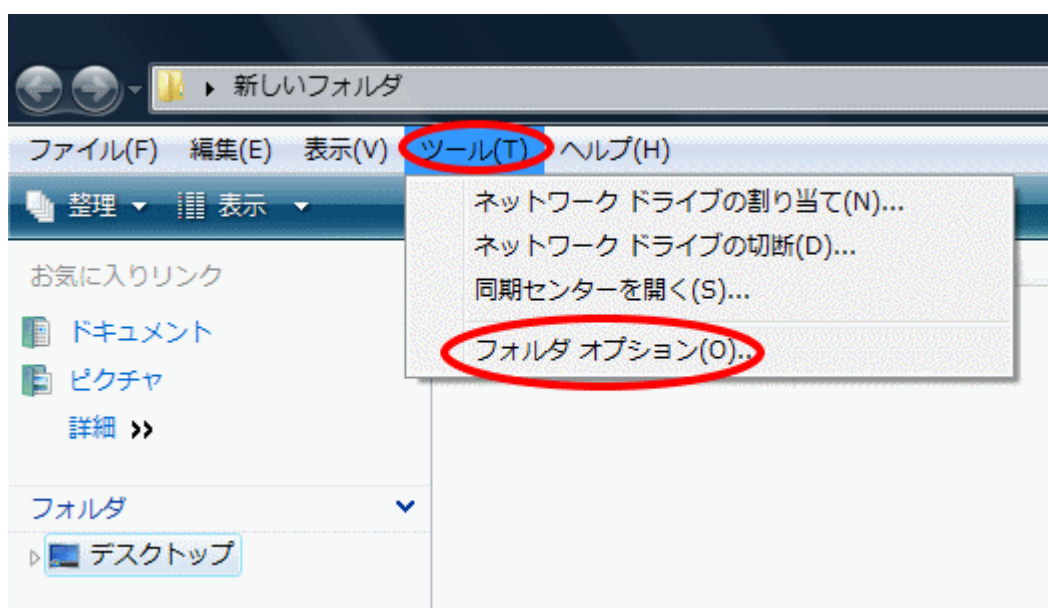 新しいフォルダ
ファイル(F) 編集(E) 表示(V) ツール(T) ヘルプ(H)
整理 表示
ネットワーク ドライブの割り当て(N)...
ネットワーク ドライブの切断(D)...
同期センターを開く(S)...
フォルダ オプション(O)...
お気に入りリンク
ドキュメント
ピクチャ
詳細 »
フォルダ
デスクトップ